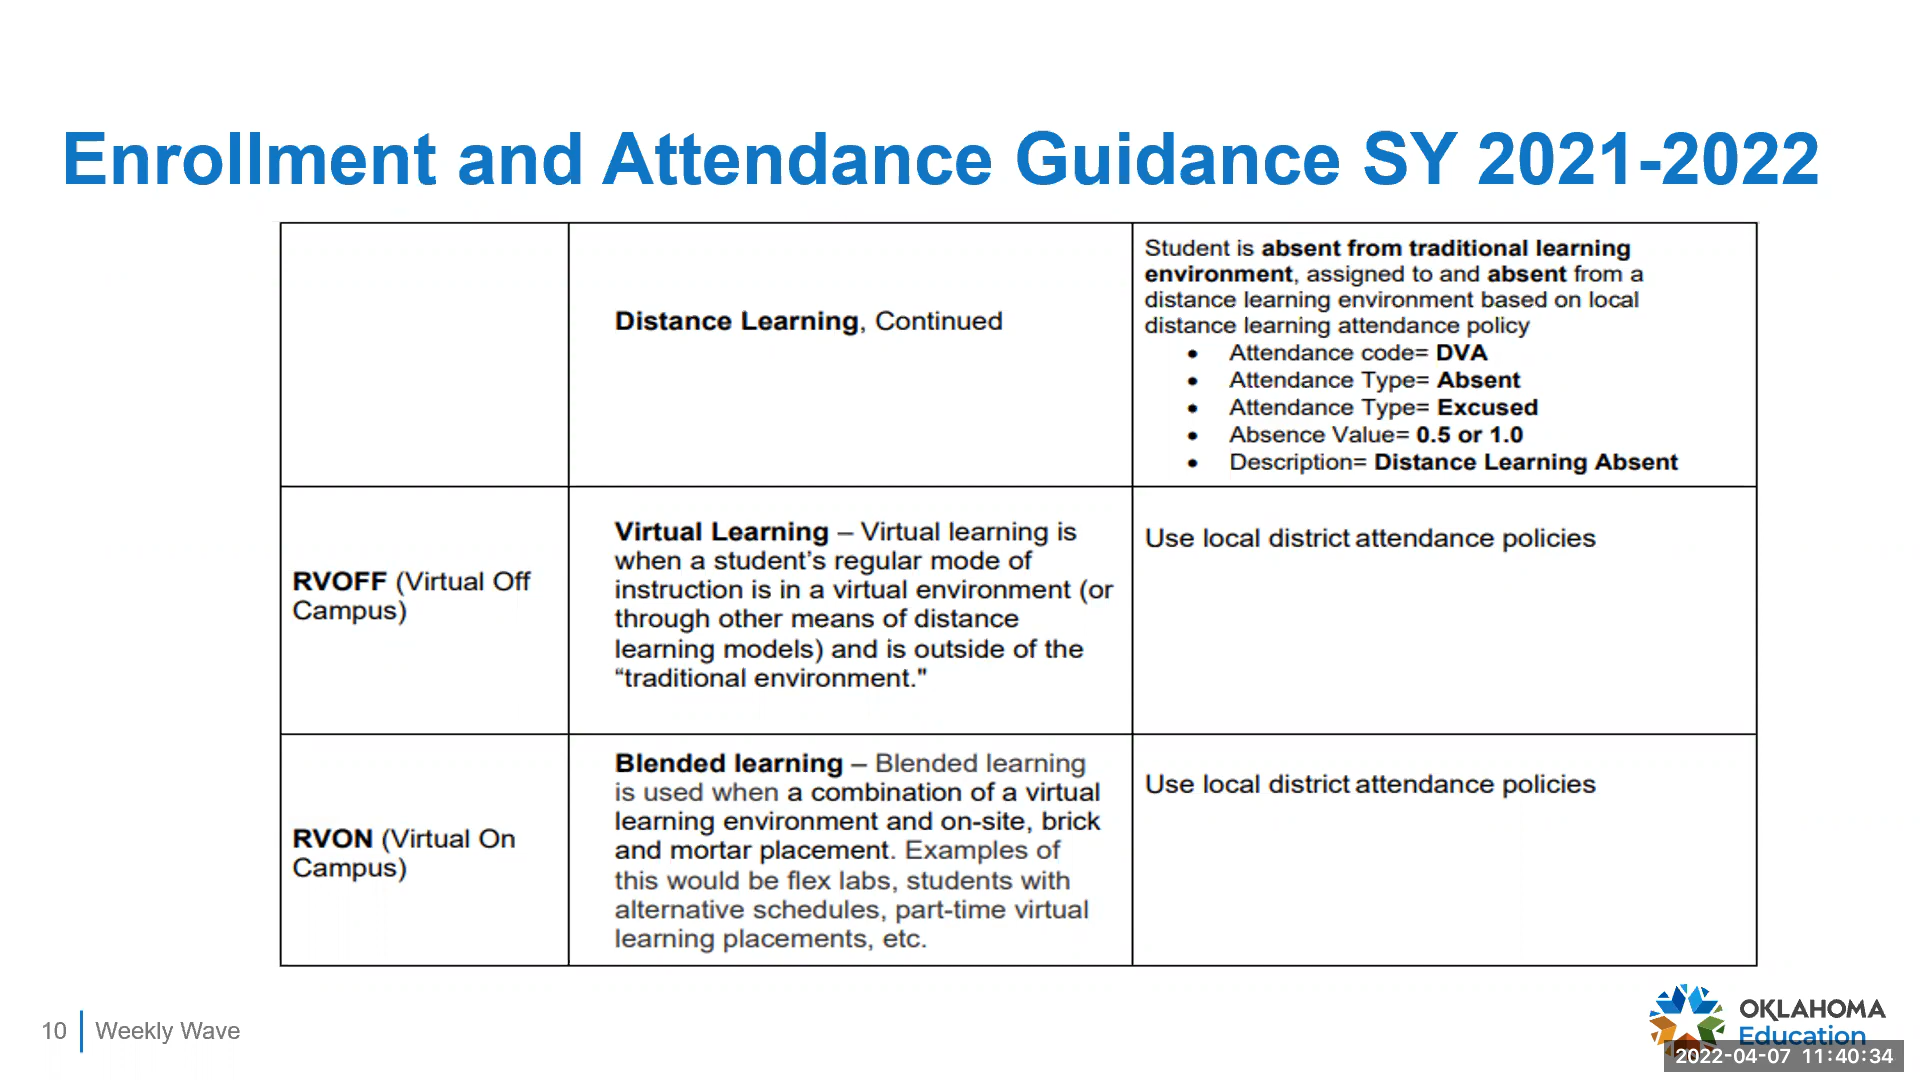 Enrollment and Attendance Guidance SY 2021-2022
Distance Learning, Continued
Student is absent from traditional learning
environment, assigned to and absent from a
distance learning environment based on local
distance learning attendance policy
• Attendance code= DVA
• Attendance Type= Absent
• Attendance Type= Excused
• Absence Value= 0.5 or 1.0
• Description= Distance Learning Absent
RVOFF (Virtual Off
Campus)
Virtual Learning – Virtual learning is
when a student’s regular mode of
instruction is in a virtual environment (or
through other means of distance
learning models) and is outside of the
“traditional environment."
Use local district attendance policies
RVON (Virtual On
Campus)
Blended learning – Blended learning
is used when a combination of a virtual
learning environment and on-site, brick
and mortar placement. Examples of
this would be flex labs, students with
alternative schedules, part-time virtual
learning placements, etc.
Use local district attendance policies
10 Weekly Wave
OKLAHOMA
Education
2022-04-07 11:40:34